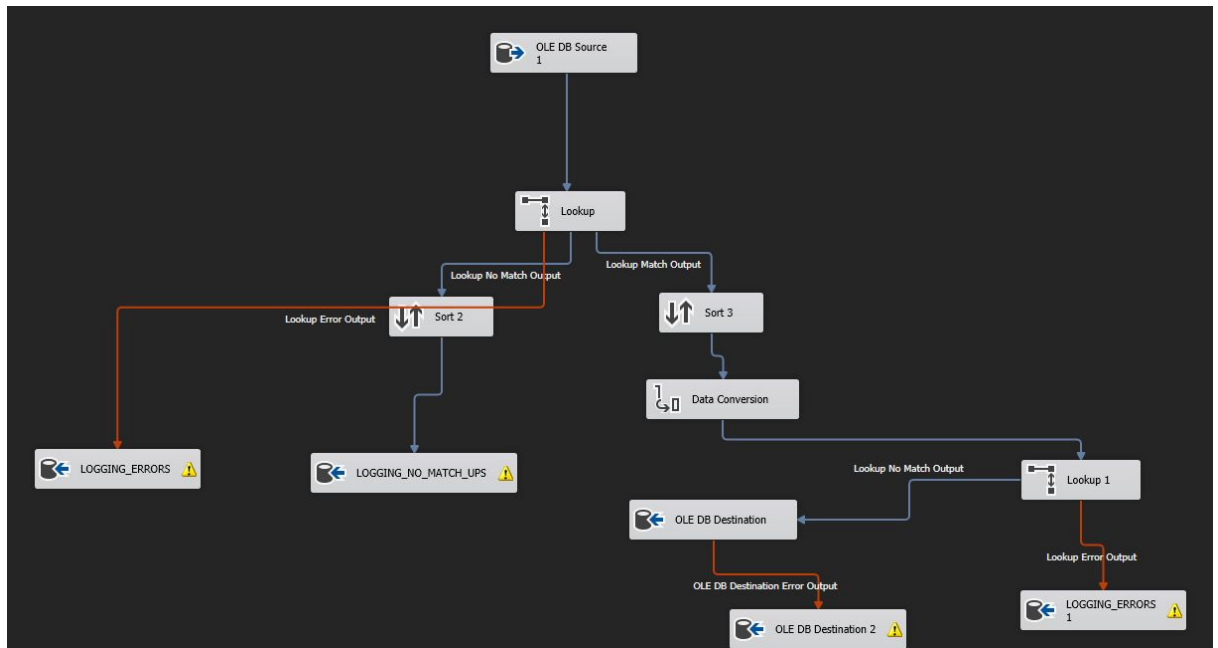 OLE DB Source
1
Lookup
Lookup No Match Output
Lookup Match Output
Lookup Error Output
Sort 2
Sort 3
Data Conversion
LOGGING_ERRORS
LOGGING_NO_MATCH_UPS
Lookup No Match Output
Lookup 1
OLE DB Destination
Lookup Error Output
OLE DB Destination Error Output
LOGGING_ERRORS
1
OLE DB Destination 2